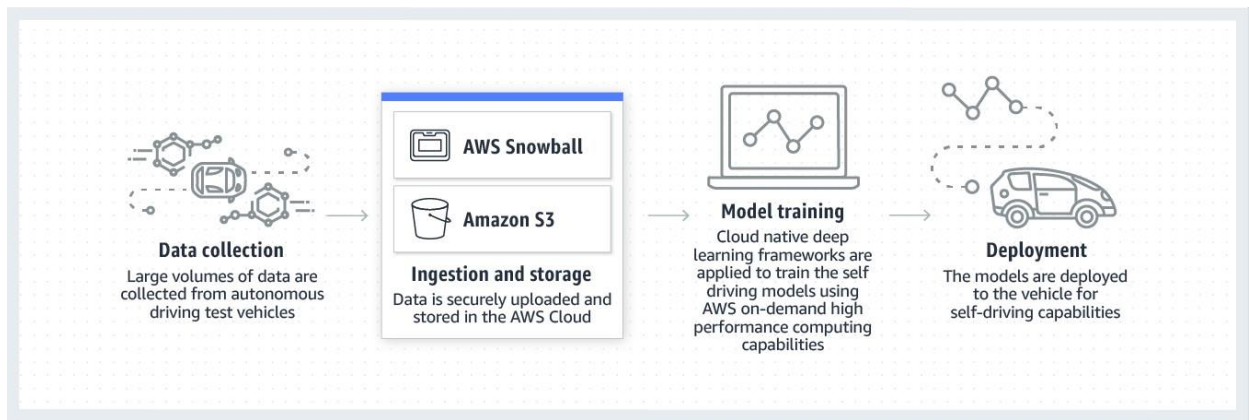 Data collection
Large volumes of data are
collected from autonomous
driving test vehicles
AWS Snowball
Amazon S3
Ingestion and storage
Data is securely uploaded and
stored in the AWS Cloud
Model training
Cloud native deep
learning frameworks are
applied to train the self
driving models using
AWS on-demand high
performance computing
capabilities
Deployment
The models are deployed
to the vehicle for
self-driving capabilities